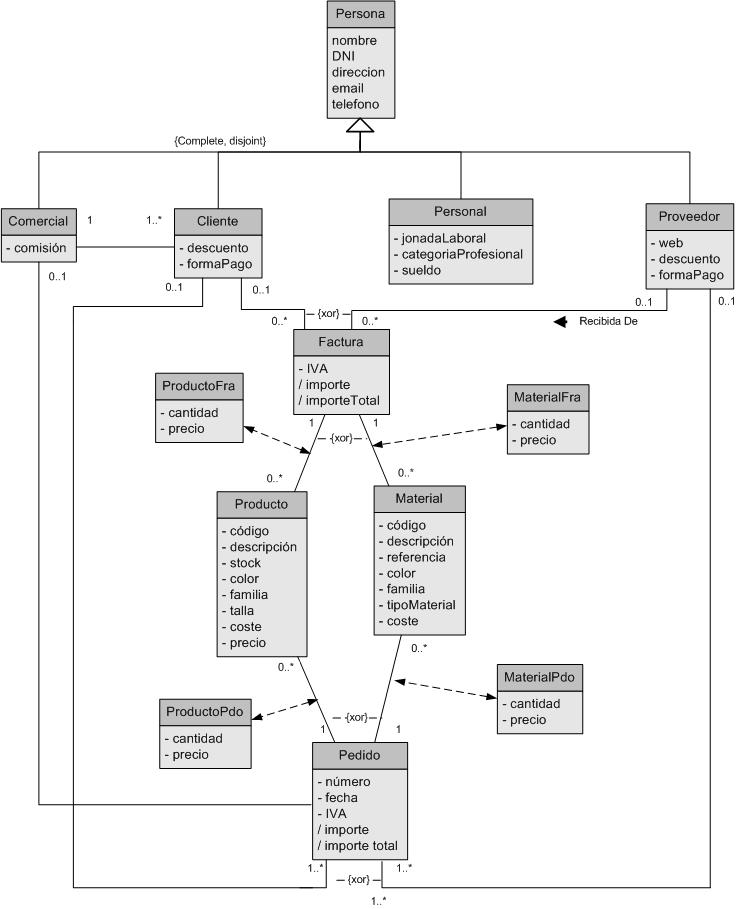 Persona
nombre
DNI
direccion
email
telefono
{Complete, disjoint}
Comercial
- comisión
1
1..*
Cliente
- descuento
- formaPago
Personal
- jonadaLaboral
- categoriaProfesional
- sueldo
Proveedor
- web
- descuento
- formaPago
0..1
0..1
0..1
0..1
0..1
0..*
{xor}
0..*
Recibida De
Factura
- IVA
/ importe
/ importeTotal
ProductoFra
- cantidad
- precio
MaterialFra
- cantidad
- precio
1
{xor}
1
0..*
0..*
Producto
- código
- descripción
- stock
- color
- familia
- talla
- coste
- precio
Material
- código
- descripción
- referencia
- color
- familia
- tipoMaterial
- coste
0..*
0..*
ProductoPdo
- cantidad
- precio
MaterialPdo
- cantidad
- precio
1
{xor}
1
Pedido
- número
- fecha
- IVA
/ importe
/ importe total
1..*
{xor}
1..*
1..*